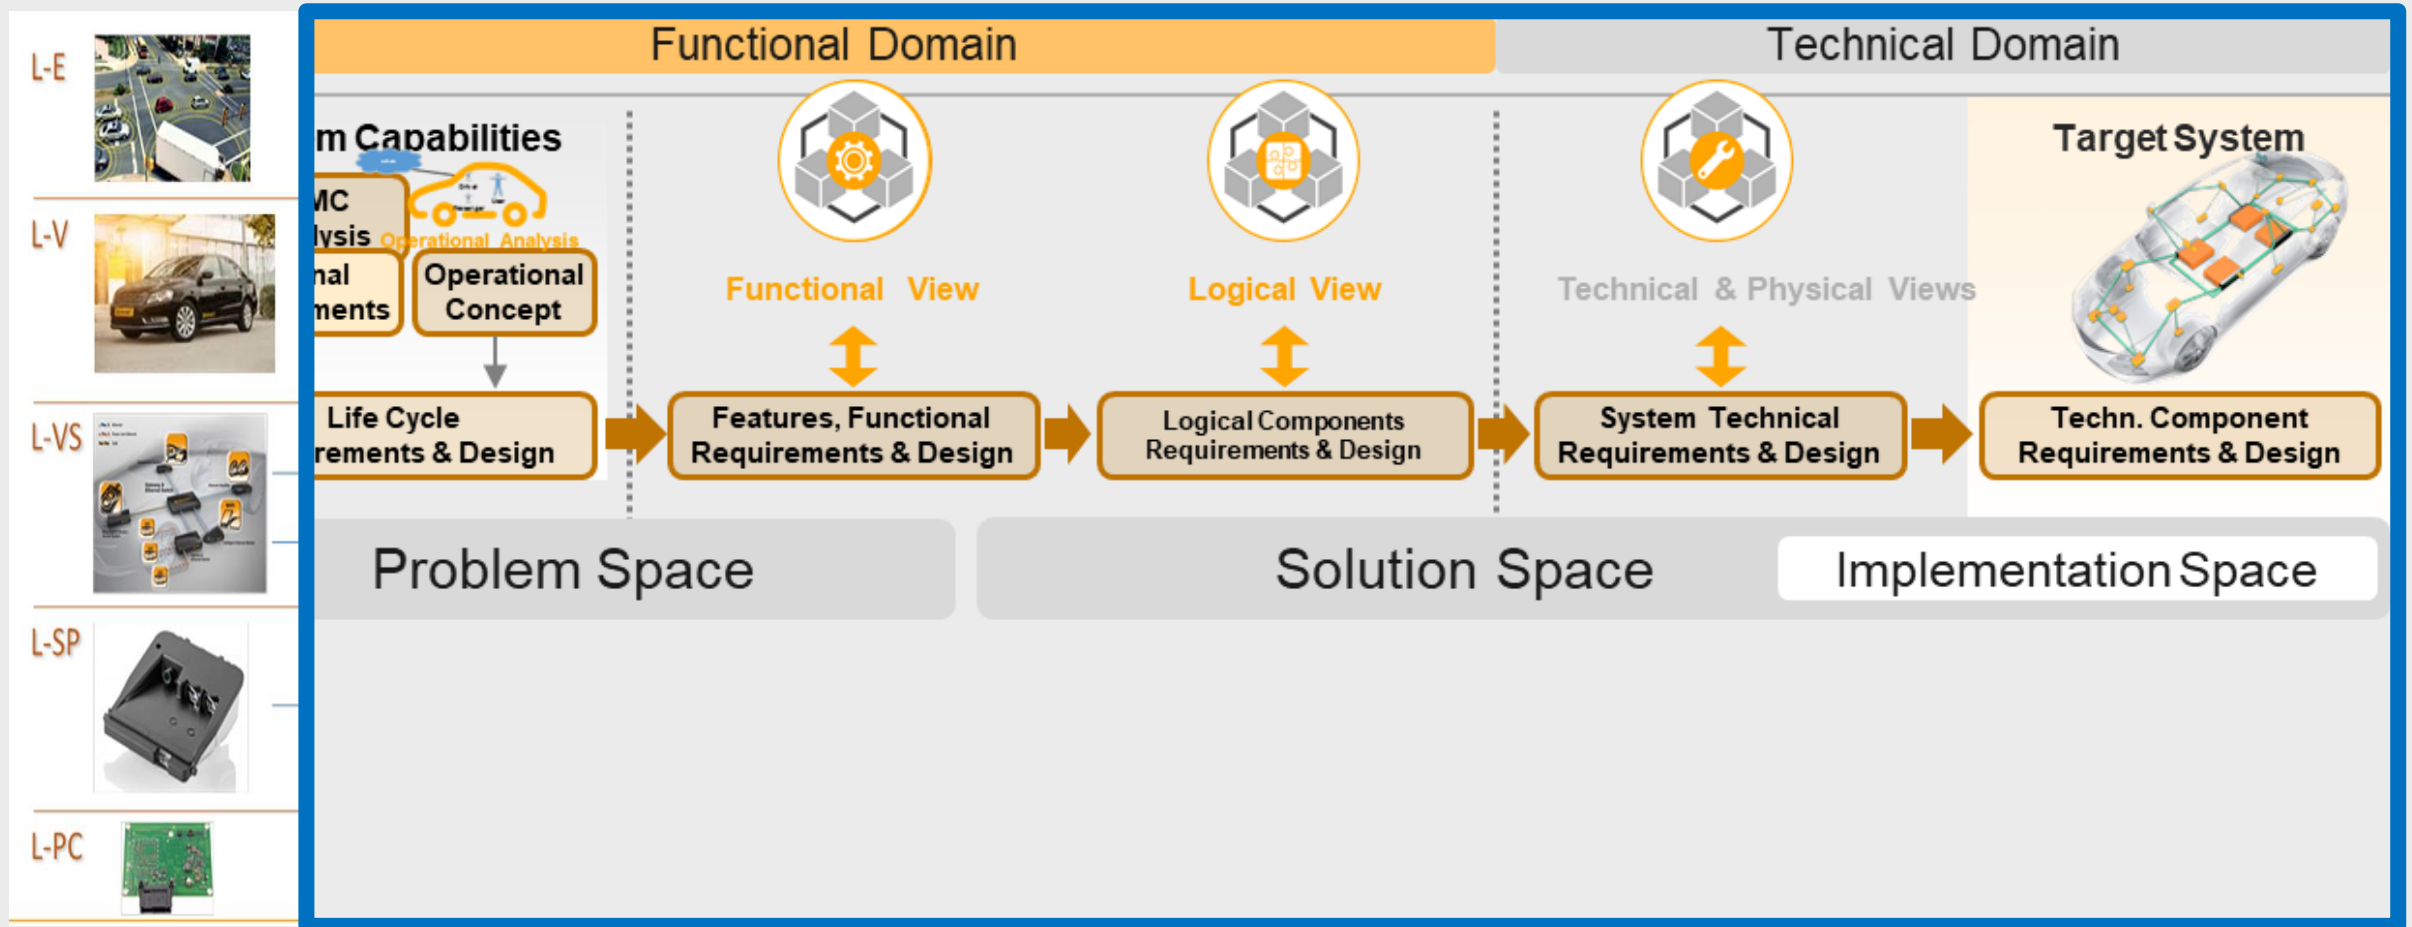 L-E
L-V
L-VS
L-SP
L-PC
Functional Domain
Technical Domain
m Capabilities
Target System
MC
lysis
Operational Analysis
nal
ments
Operational
Concept
Functional View
Logical View
Technical & Physical Views
Life Cycle
rements & Design
Features, Functional
Requirements & Design
Logical Components
Requirements & Design
System Technical
Requirements & Design
Techn. Component
Requirements & Design
Problem Space
Solution Space
Implementation Space